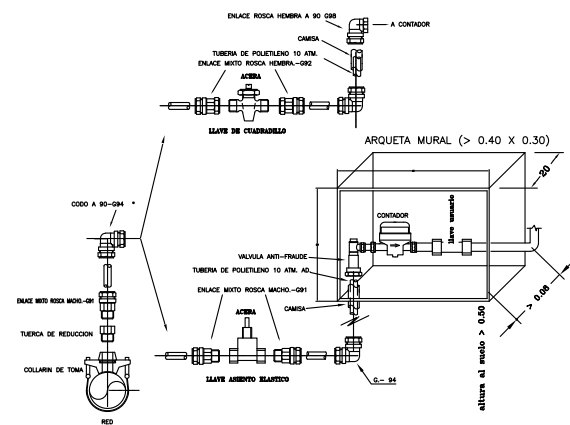 ENLACE ROSCA HEMBRA A 90 G98
A CONTADOR
CAMISA
TUBERIA DE POLIETILENO 10 ATM.
ENLACE MIXTO ROSCA HEMBRA.-G92
ACERA
LLAVE DE CUADRADILLO
ARQUETA MURAL (> 0.40 X 0.30)
20
CODO A 90-G94 *
CONTADOR
llave usuario
VALVULA ANTI-FRAUDE
TUBERIA DE POLIETILENO 10 ATM. AD.
ENLACE MIXTO ROSCA MACHO.-G91
ENLACE MIXTO ROSCA MACHO.-G91
CAMISA
> 0.08
ACERA
TUERCA DE REDUCCION
altura al suelo > 0.50
COLLARIN DE TOMA
LLAVE ASIENTO ELASTICO
G.- 94
RED